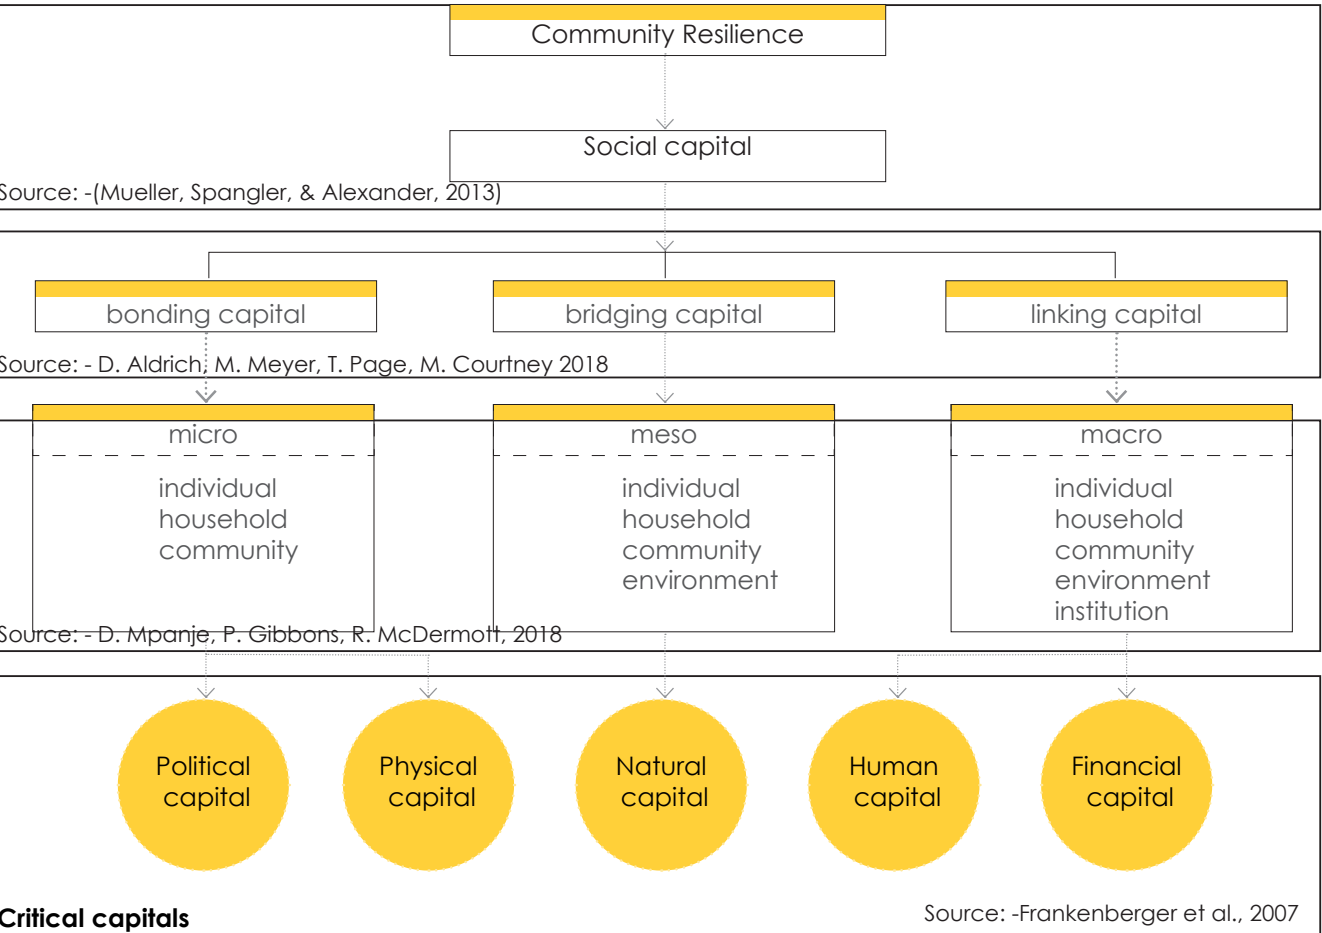 Community Resilience
Social capital
Source: -(Mueller, Spangler, & Alexander, 2013)
bonding capital
bridging capital
linking capital
Source: - D. Aldrich, M. Meyer, T. Page, M. Courtney 2018
micro
individual
household
community
meso
individual
household
community
environment
macro
individual
household
community
environment
institution
Source: - D. Mpanje, P. Gibbons, R. McDermott, 2018
Political
capital
Physical
capital
Natural
capital
Human
capital
Financial
capital
Critical capitals
Source: -Frankenberger et al., 2007